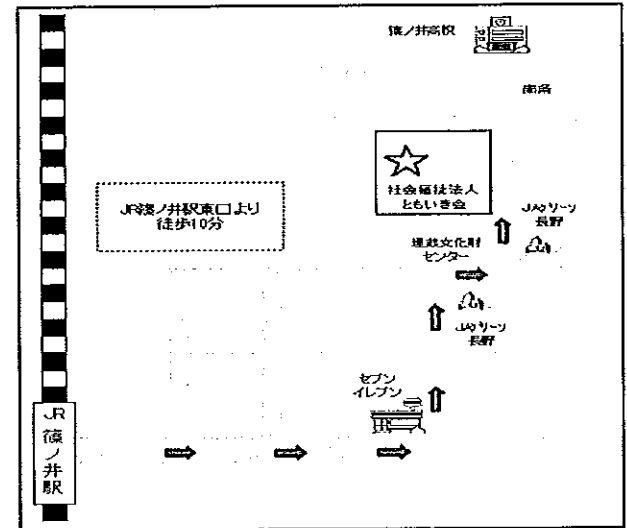 篠ノ井高校
社会福祉法人
ともいき会
JR篠ノ井駅東口より
徒歩10分
JAグリーン
長野
埋蔵文化財
センター
JAグリーン
長野
セブン
イレブン
JR
篠ノ井駅